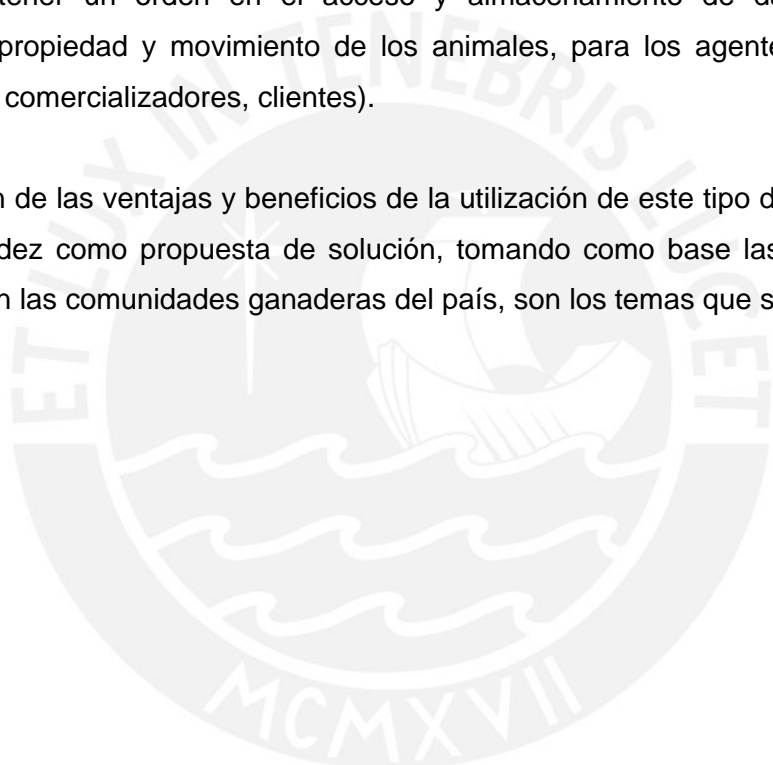 tener un orden en el acceso y almacenamiento de
propiedad y movimiento de los animales, para los
comercializadores, clientes).
de las ventajas y beneficios de la utilización de este tipo
como propuesta de solución, tomando como base las
las comunidades ganaderas del país, son los temas que
ET LUX IN TENEBRIS LUCET
MCMXVII